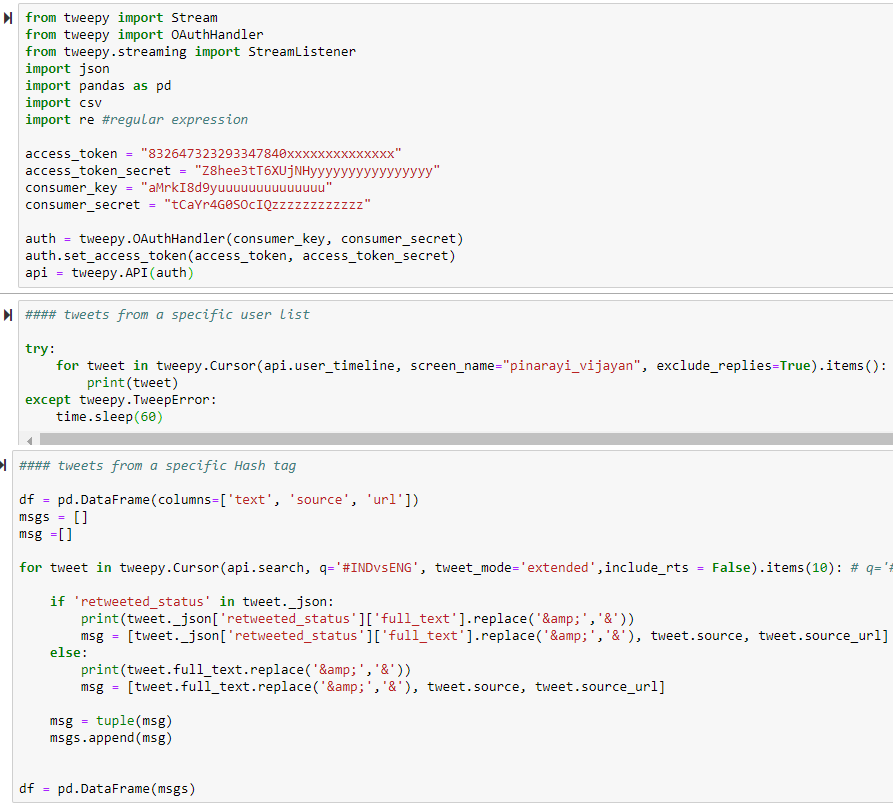 from tweepy import Stream
from tweepy import OAuthHandler
from tweepy.streaming import StreamListener
import json
import pandas as pd
import csv
import re #regular expression

access_token = "832647323293347840xxxxxxxxxxxxxx"
access_token_secret = "Z8hee3tT6XUjNHyyyyyyyyyyyyyyyy"
consumer_key = "aMrkI8d9yuuuuuuuuuuuuuu"
consumer_secret = "tCaYr4G0SOcIQzzzzzzzzzzzz"

auth = tweepy.OAuthHandler(consumer_key, consumer_secret)
auth.set_access_token(access_token, access_token_secret)
api = tweepy.API(auth)

#### tweets from a specific user list

try:
    for tweet in tweepy.Cursor(api.user_timeline, screen_name="pinarayi_vijayan", exclude_replies=True).items():
        print(tweet)
except tweepy.TweepError:
    time.sleep(60)

#### tweets from a specific Hash tag

df = pd.DataFrame(columns=['text', 'source', 'url'])
msgs = []
msg =[]

for tweet in tweepy.Cursor(api.search, q='#INDvsENG', tweet_mode='extended',include_rts = False).items(10): # q='#

    if 'retweeted_status' in tweet._json:
        print(tweet._json['retweeted_status']['full_text'].replace('&amp;','&'))
        msg = [tweet._json['retweeted_status']['full_text'].replace('&amp;','&'), tweet.source, tweet.source_url]
    else:
        print(tweet.full_text.replace('&amp;','&'))
        msg = [tweet.full_text.replace('&amp;','&'), tweet.source, tweet.source_url]

    msg = tuple(msg)
    msgs.append(msg)

df = pd.DataFrame(msgs)